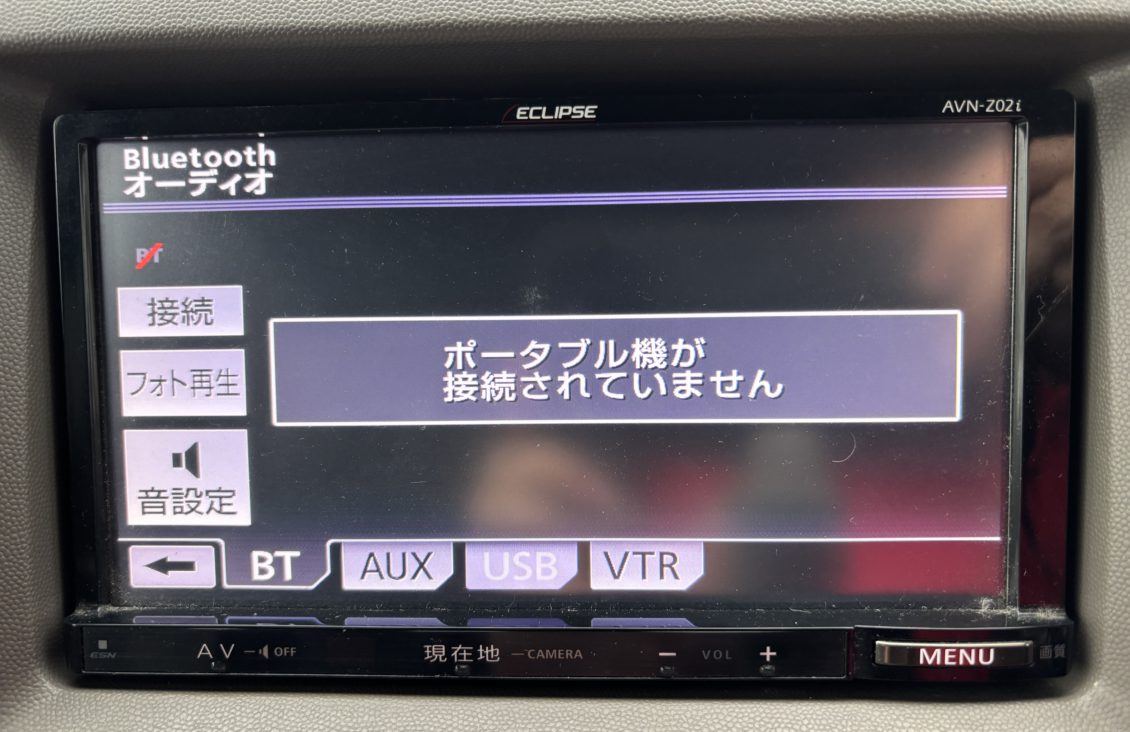 ECLIPSE
AVN-Z02i
Bluetooth
オーディオ
BT
接続
フォト再生
音設定
ポータブル機が
接続されていません
BT
AUX
USB
VTR
ESN
AV
OFF
現在地
CAMERA
VOL
MENU
画質